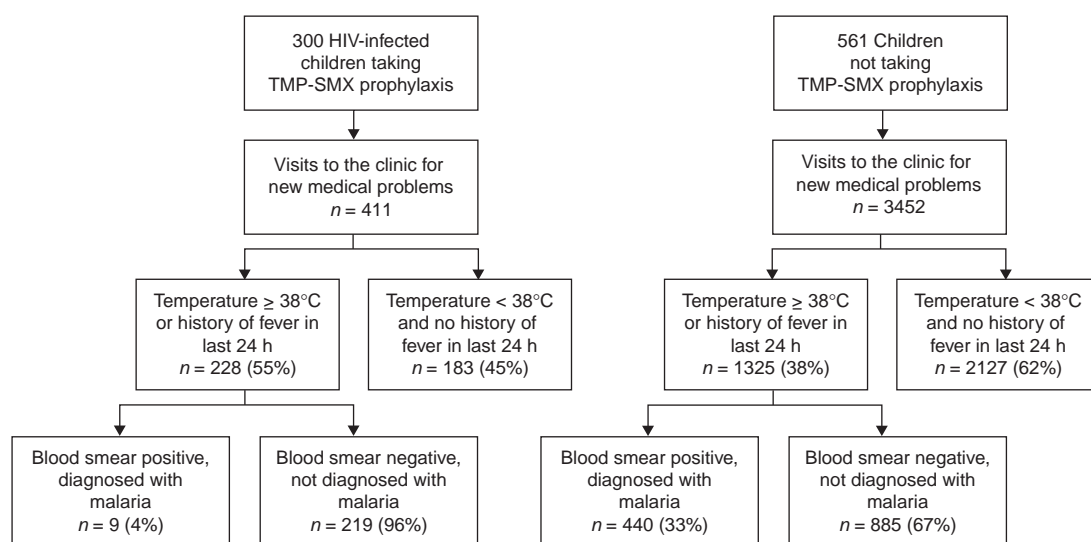 300 HIV-infected
children taking
TMP-SMX prophylaxis
561 Children
not taking
TMP-SMX prophylaxis
Visits to the clinic for
new medical problems
n = 411
Visits to the clinic for
new medical problems
n = 3452
Temperature ≥ 38°C
or history of fever in
last 24 h
n = 228 (55%)
Temperature < 38°C
and no history of
fever in last 24 h
n = 183 (45%)
Temperature ≥ 38°C
or history of fever in
last 24 h
n = 1325 (38%)
Temperature < 38°C
and no history of
fever in last 24 h
n = 2127 (62%)
Blood smear positive,
diagnosed with
malaria
n = 9 (4%)
Blood smear negative,
not diagnosed with
malaria
n = 219 (96%)
Blood smear positive,
diagnosed with
malaria
n = 440 (33%)
Blood smear negative,
not diagnosed with
malaria
n = 885 (67%)